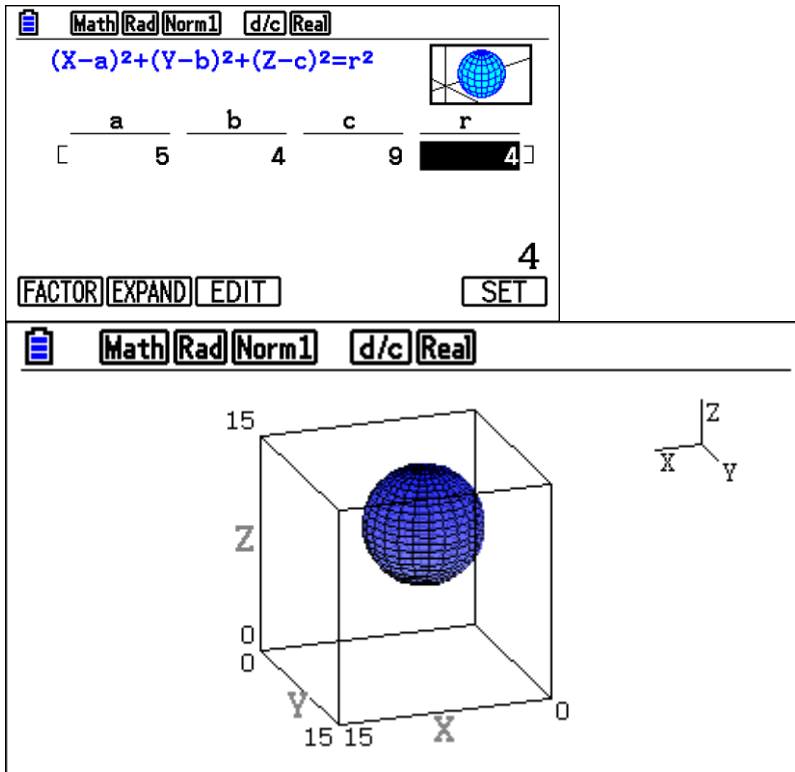 Math Rad Norm1 d/c Real
(X-a)²+(Y-b)²+(Z-c)²=r²
a b c r
[ 5 4 9 4 ]
4
FACTOR EXPAND EDIT SET
Math Rad Norm1 d/c Real
15
Z
X
Y
Z
0
0
Y
15 15
X
0